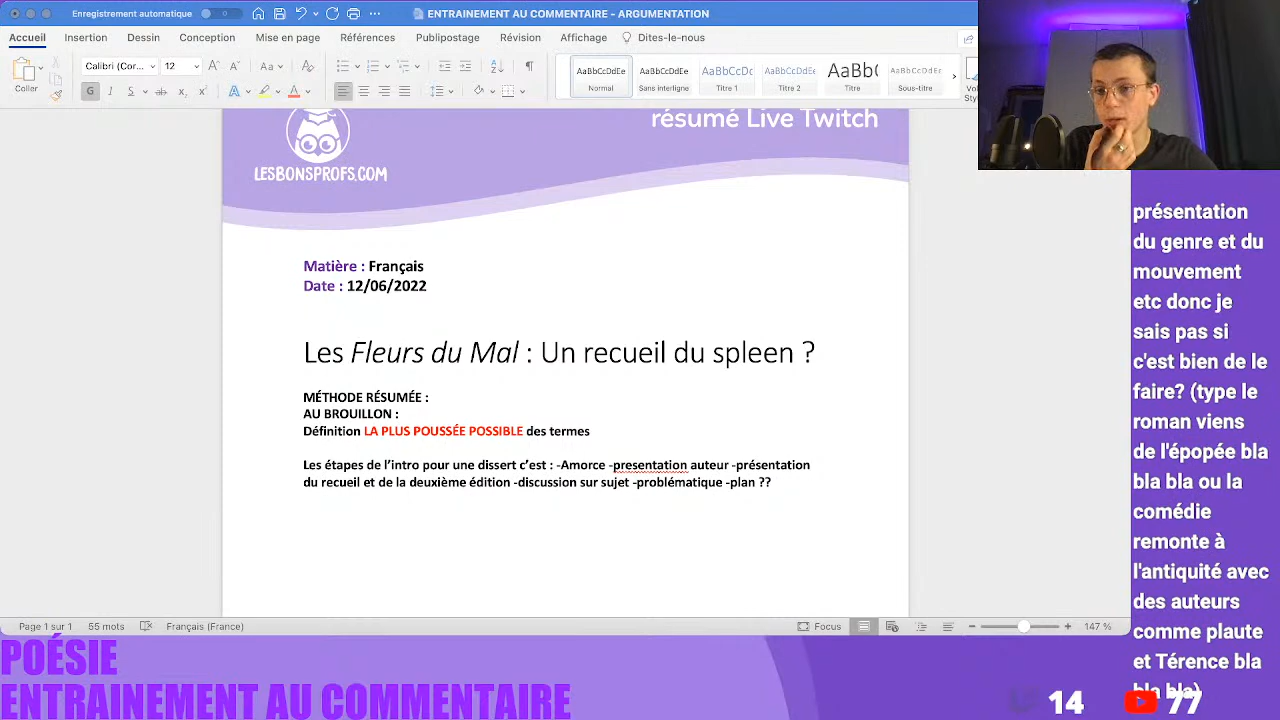 Enregistrement automatique
ENTRAINEMENT AU COMMENTAIRE - ARGUMENTATION
Accueil Insertion Dessin Conception Mise en page Références Publipostage Révision Affichage Dites-le-nous
Coller
Calibri (Cor... 12
AaBbCcDdEe AaBbCcDdEe AaBbCcDc AaBbCcDdEe AaBb( AaBbCcDdEe
Normal Sans interligne Titre 1 Titre 2 Titre Sous-titre
résumé Live Twitch
LESBONSPROFS.COM
Matière : Français
Date : 12/06/2022
Les Fleurs du Mal : Un recueil du spleen ?
MÉTHODE RÉSUMÉE :
AU BROUILLON :
Définition LA PLUS POUSSÉE POSSIBLE des termes
Les étapes de l'intro pour une dissert c'est : -Amorce -presentation auteur -présentation
du recueil et de la deuxième édition -discussion sur sujet -problématique -plan ??
présentation
du genre et du
mouvement
etc donc je
sais pas si
c'est bien de le
faire? (type le
roman viens
de l'épopée bla
bla bla ou la
comédie
remonte à
l'antiquité avec
des auteurs
comme plaute
et Térence bla
bla bla)
Page 1 sur 1 55 mots Français (France) Focus 147 %
POÉSIE
ENTRAINEMENT AU COMMENTAIRE
14 77